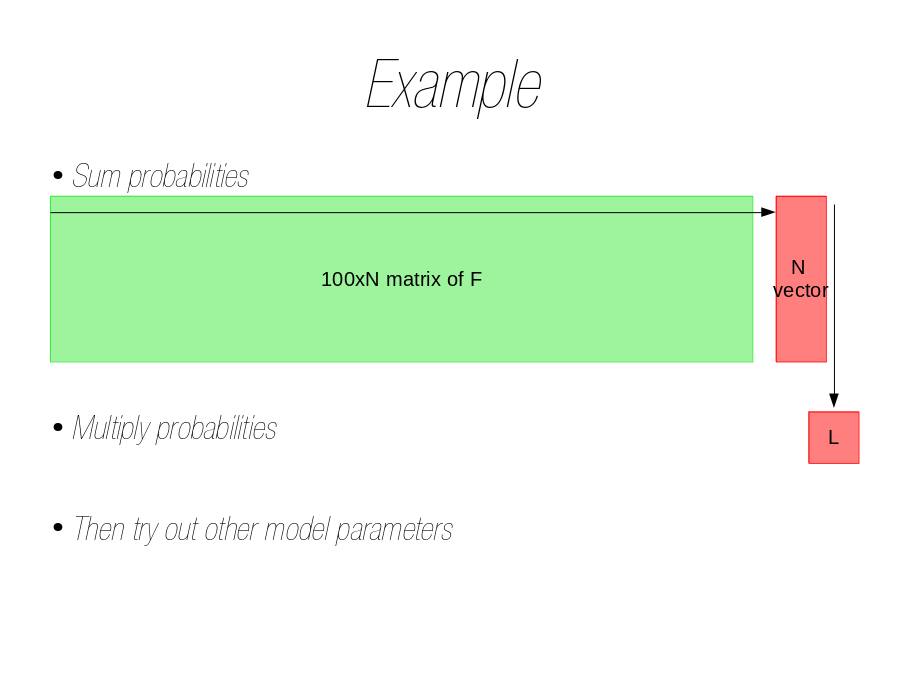 Example
• Sum probabilities
100xN matrix of F
N
vector
• Multiply probabilities
L
• Then try out other model parameters